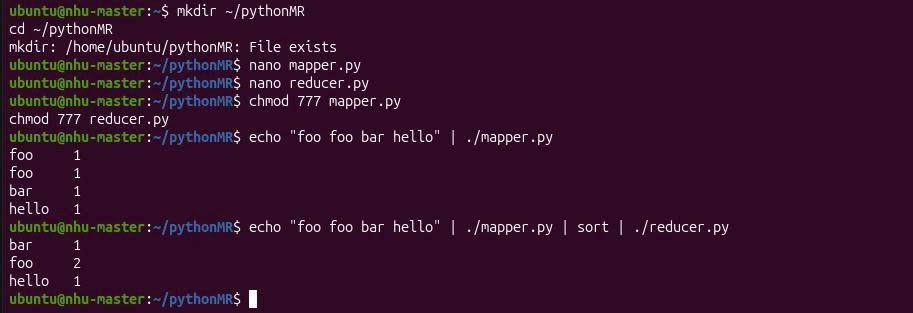 ubuntu@nhu-master:~$ mkdir ~/pythonMR
cd ~/pythonMR
mkdir: /home/ubuntu/pythonMR: File exists
ubuntu@nhu-master:~/pythonMR$ nano mapper.py
ubuntu@nhu-master:~/pythonMR$ nano reducer.py
ubuntu@nhu-master:~/pythonMR$ chmod 777 mapper.py
chmod 777 reducer.py
ubuntu@nhu-master:~/pythonMR$ echo "foo foo bar hello" | ./mapper.py
foo     1
foo     1
bar     1
hello   1
ubuntu@nhu-master:~/pythonMR$ echo "foo foo bar hello" | ./mapper.py | sort | ./reducer.py
bar     1
foo     2
hello   1
ubuntu@nhu-master:~/pythonMR$